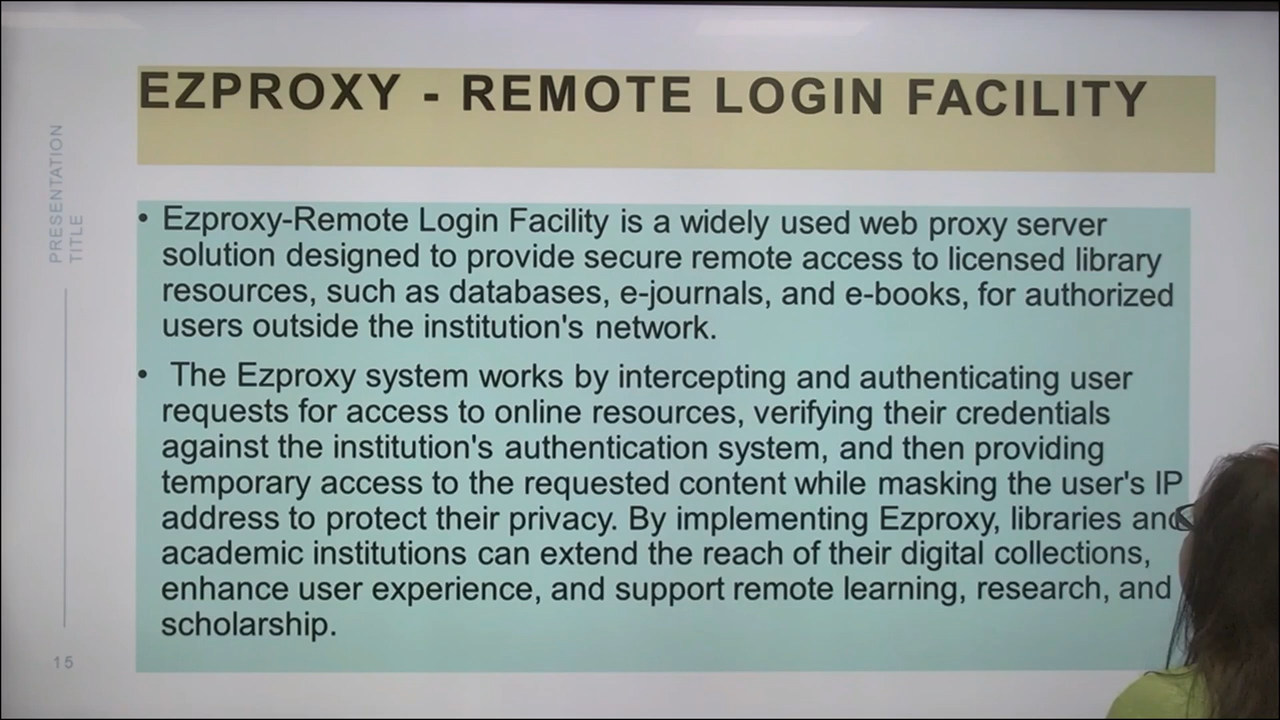 EZPROXY - REMOTE LOGIN FACILITY
PRESENTATION
TITLE
• Ezproxy-Remote Login Facility is a widely used web proxy server
solution designed to provide secure remote access to licensed library
resources, such as databases, e-journals, and e-books, for authorized
users outside the institution's network.
• The Ezproxy system works by intercepting and authenticating user
requests for access to online resources, verifying their credentials
against the institution's authentication system, and then providing
temporary access to the requested content while masking the user's IP
address to protect their privacy. By implementing Ezproxy, libraries and
academic institutions can extend the reach of their digital collections,
enhance user experience, and support remote learning, research, and
scholarship.
15